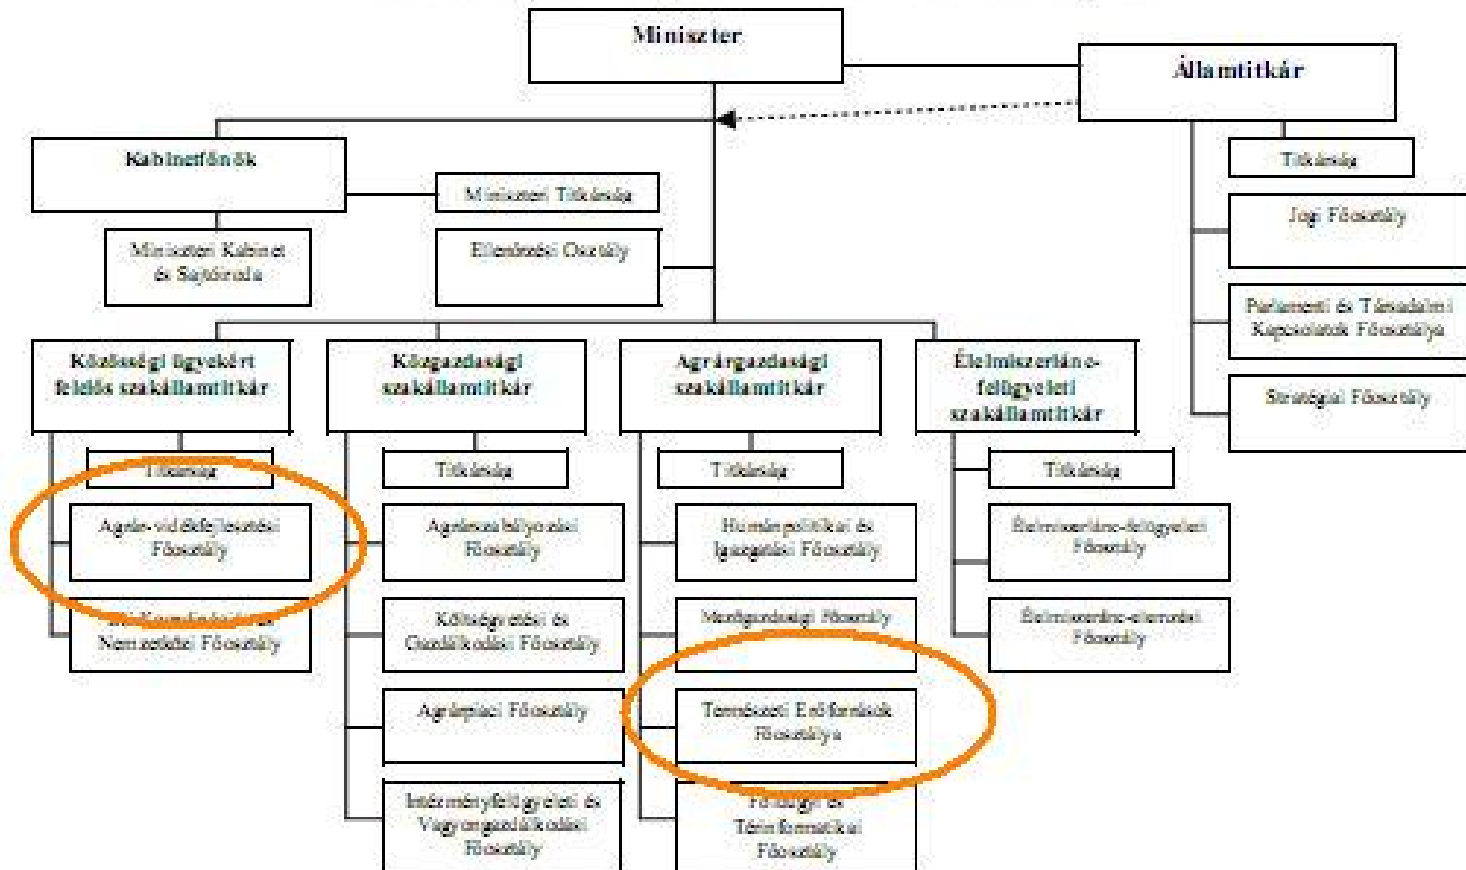 Miniszter
Államtitkár
Kabinetfőnök
Titkárság
Miniszteri Titkárság
Jogi Főosztály
Miniszteri Kabinet
és Sajtóiroda
Ellenőrzési Osztály
Parlamenti és Társadalmi
Kapcsolatok Főosztálya
Stratégiai Főosztály
Közösségi ügyekért
felelős szakállamtitkár
Közgazdasági
szakállamtitkár
Agrárgazdasági
szakállamtitkár
Élelmiszerlánc-
felügyeleti
szakállamtitkár
Titkárság
Titkárság
Titkárság
Titkárság
Agrár-vidékfejlesztési
Főosztály
Agrárszabályozási
Főosztály
Humánpolitikai és
Igazgatási Főosztály
Élelmiszerlánc-felügyeleti
Főosztály
Nemzetközi Főosztály
Költségvetési és
Gazdálkodási Főosztály
Mezőgazdasági Főosztály
Élelmiszerlánc-elemzési
Főosztály
Agrárpiaci Főosztály
Természeti Erőforrások
Főosztálya
Intézményfelügyeleti és
Vagyongazdálkodási
Főosztály
Földügyi és
Térinformatikai
Főosztály